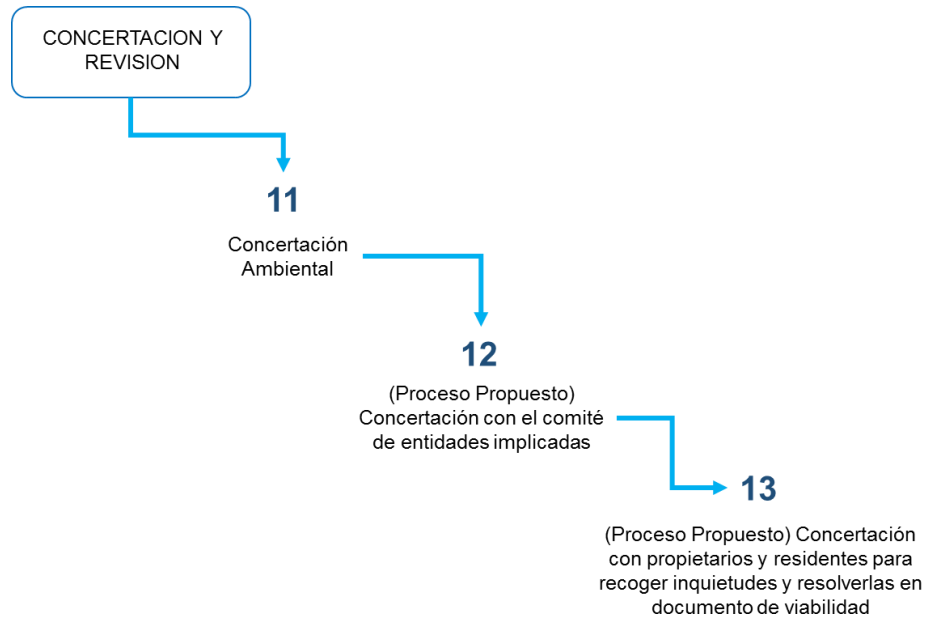 CONCERTACION Y
REVISION
11
Concertación
Ambiental
12
(Proceso Propuesto)
Concertación con el comité
de entidades implicadas
13
(Proceso Propuesto) Concertación
con propietarios y residentes para
recoger inquietudes y resolverlas en
documento de viabilidad